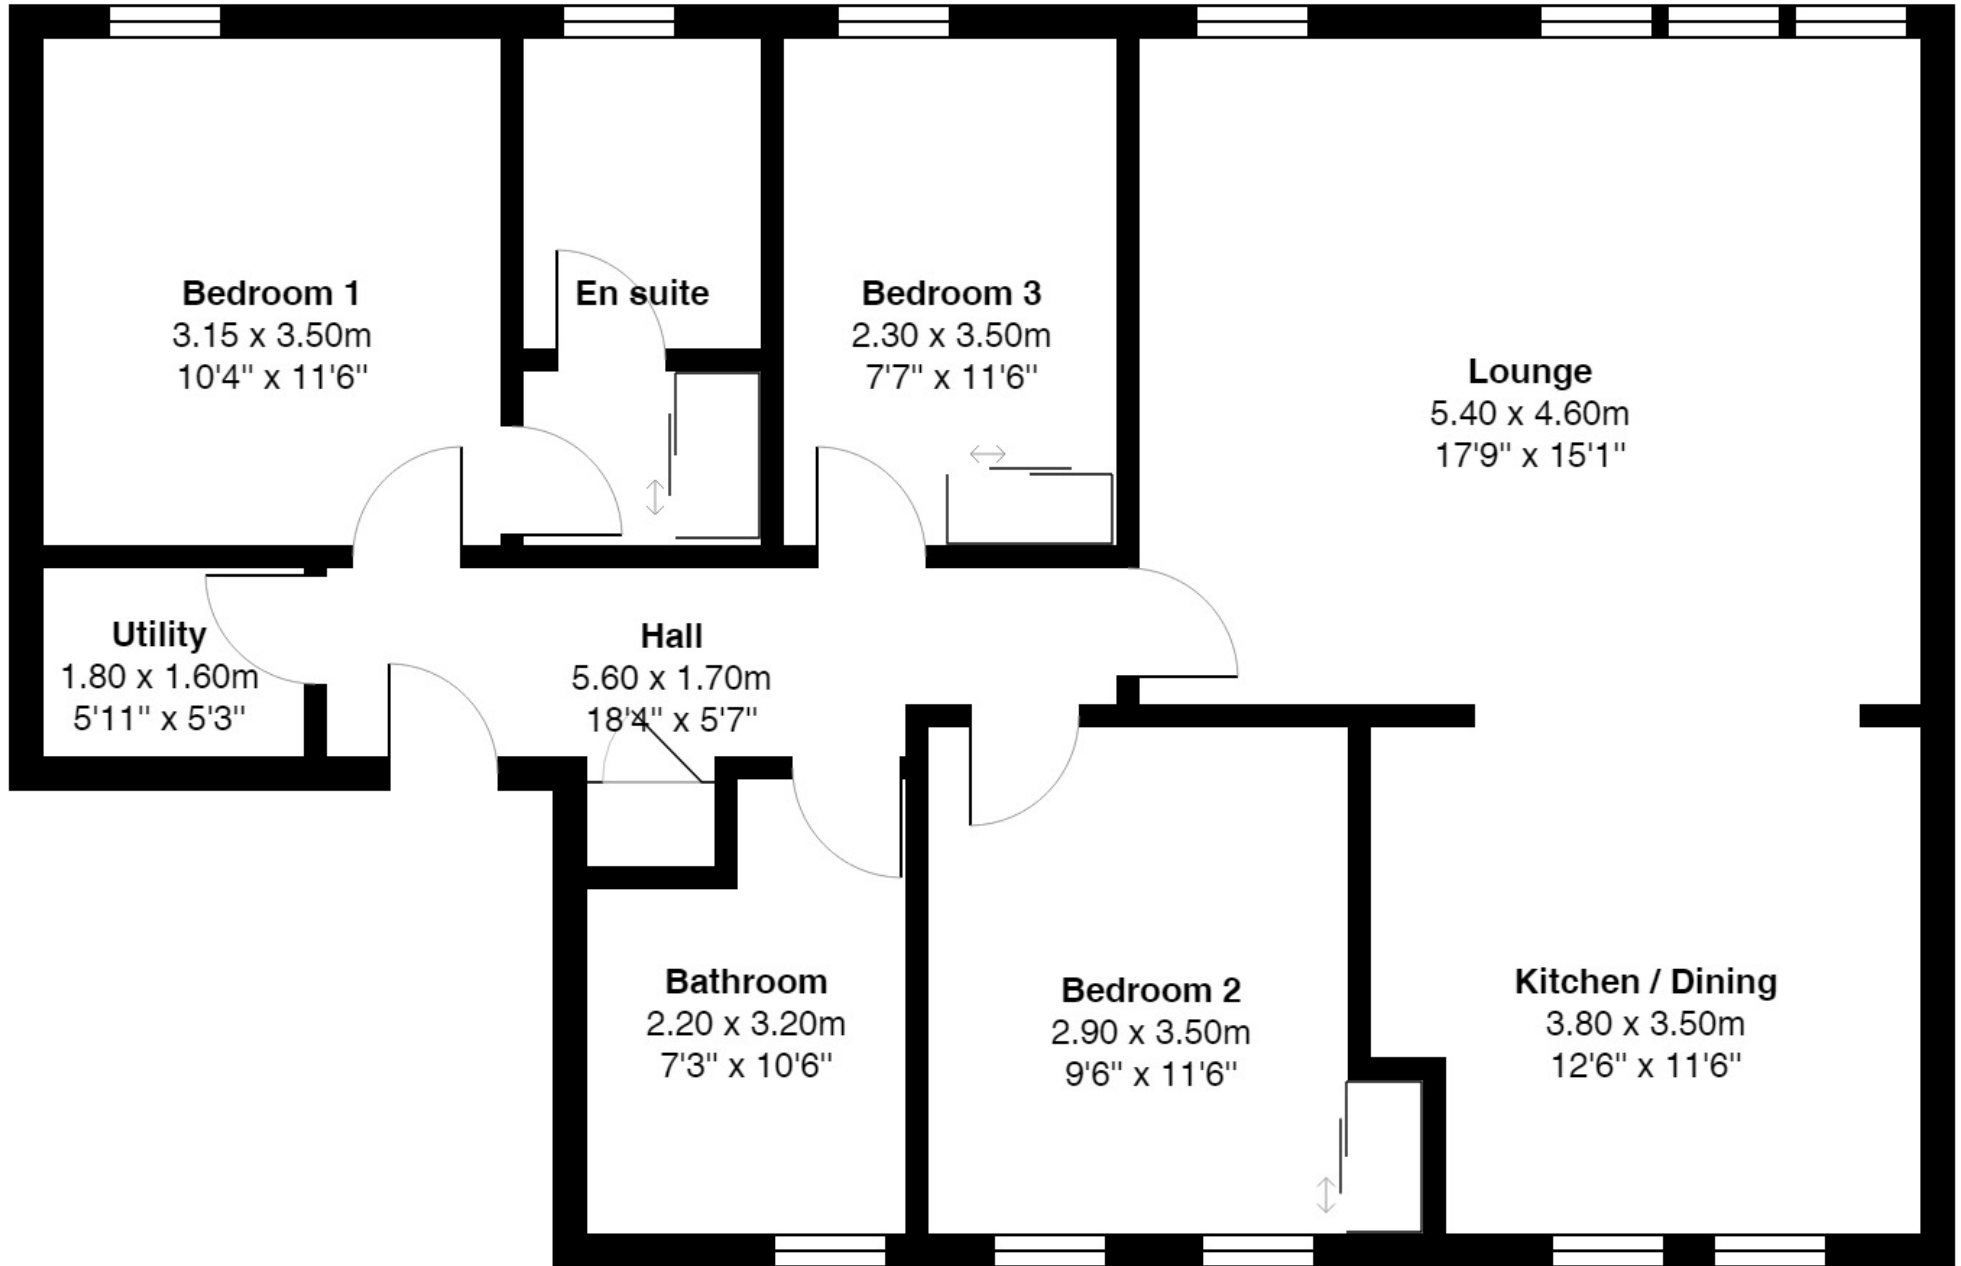 Bedroom 1
3.15 x 3.50m
10'4" x 11'6"
En suite
Bedroom 3
2.30 x 3.50m
7'7" x 11'6"
Lounge
5.40 x 4.60m
17'9" x 15'1"
Utility
1.80 x 1.60m
5'11" x 5'3"
Hall
5.60 x 1.70m
18'4" x 5'7"
Bathroom
2.20 x 3.20m
7'3" x 10'6"
Bedroom 2
2.90 x 3.50m
9'6" x 11'6"
Kitchen / Dining
3.80 x 3.50m
12'6" x 11'6"